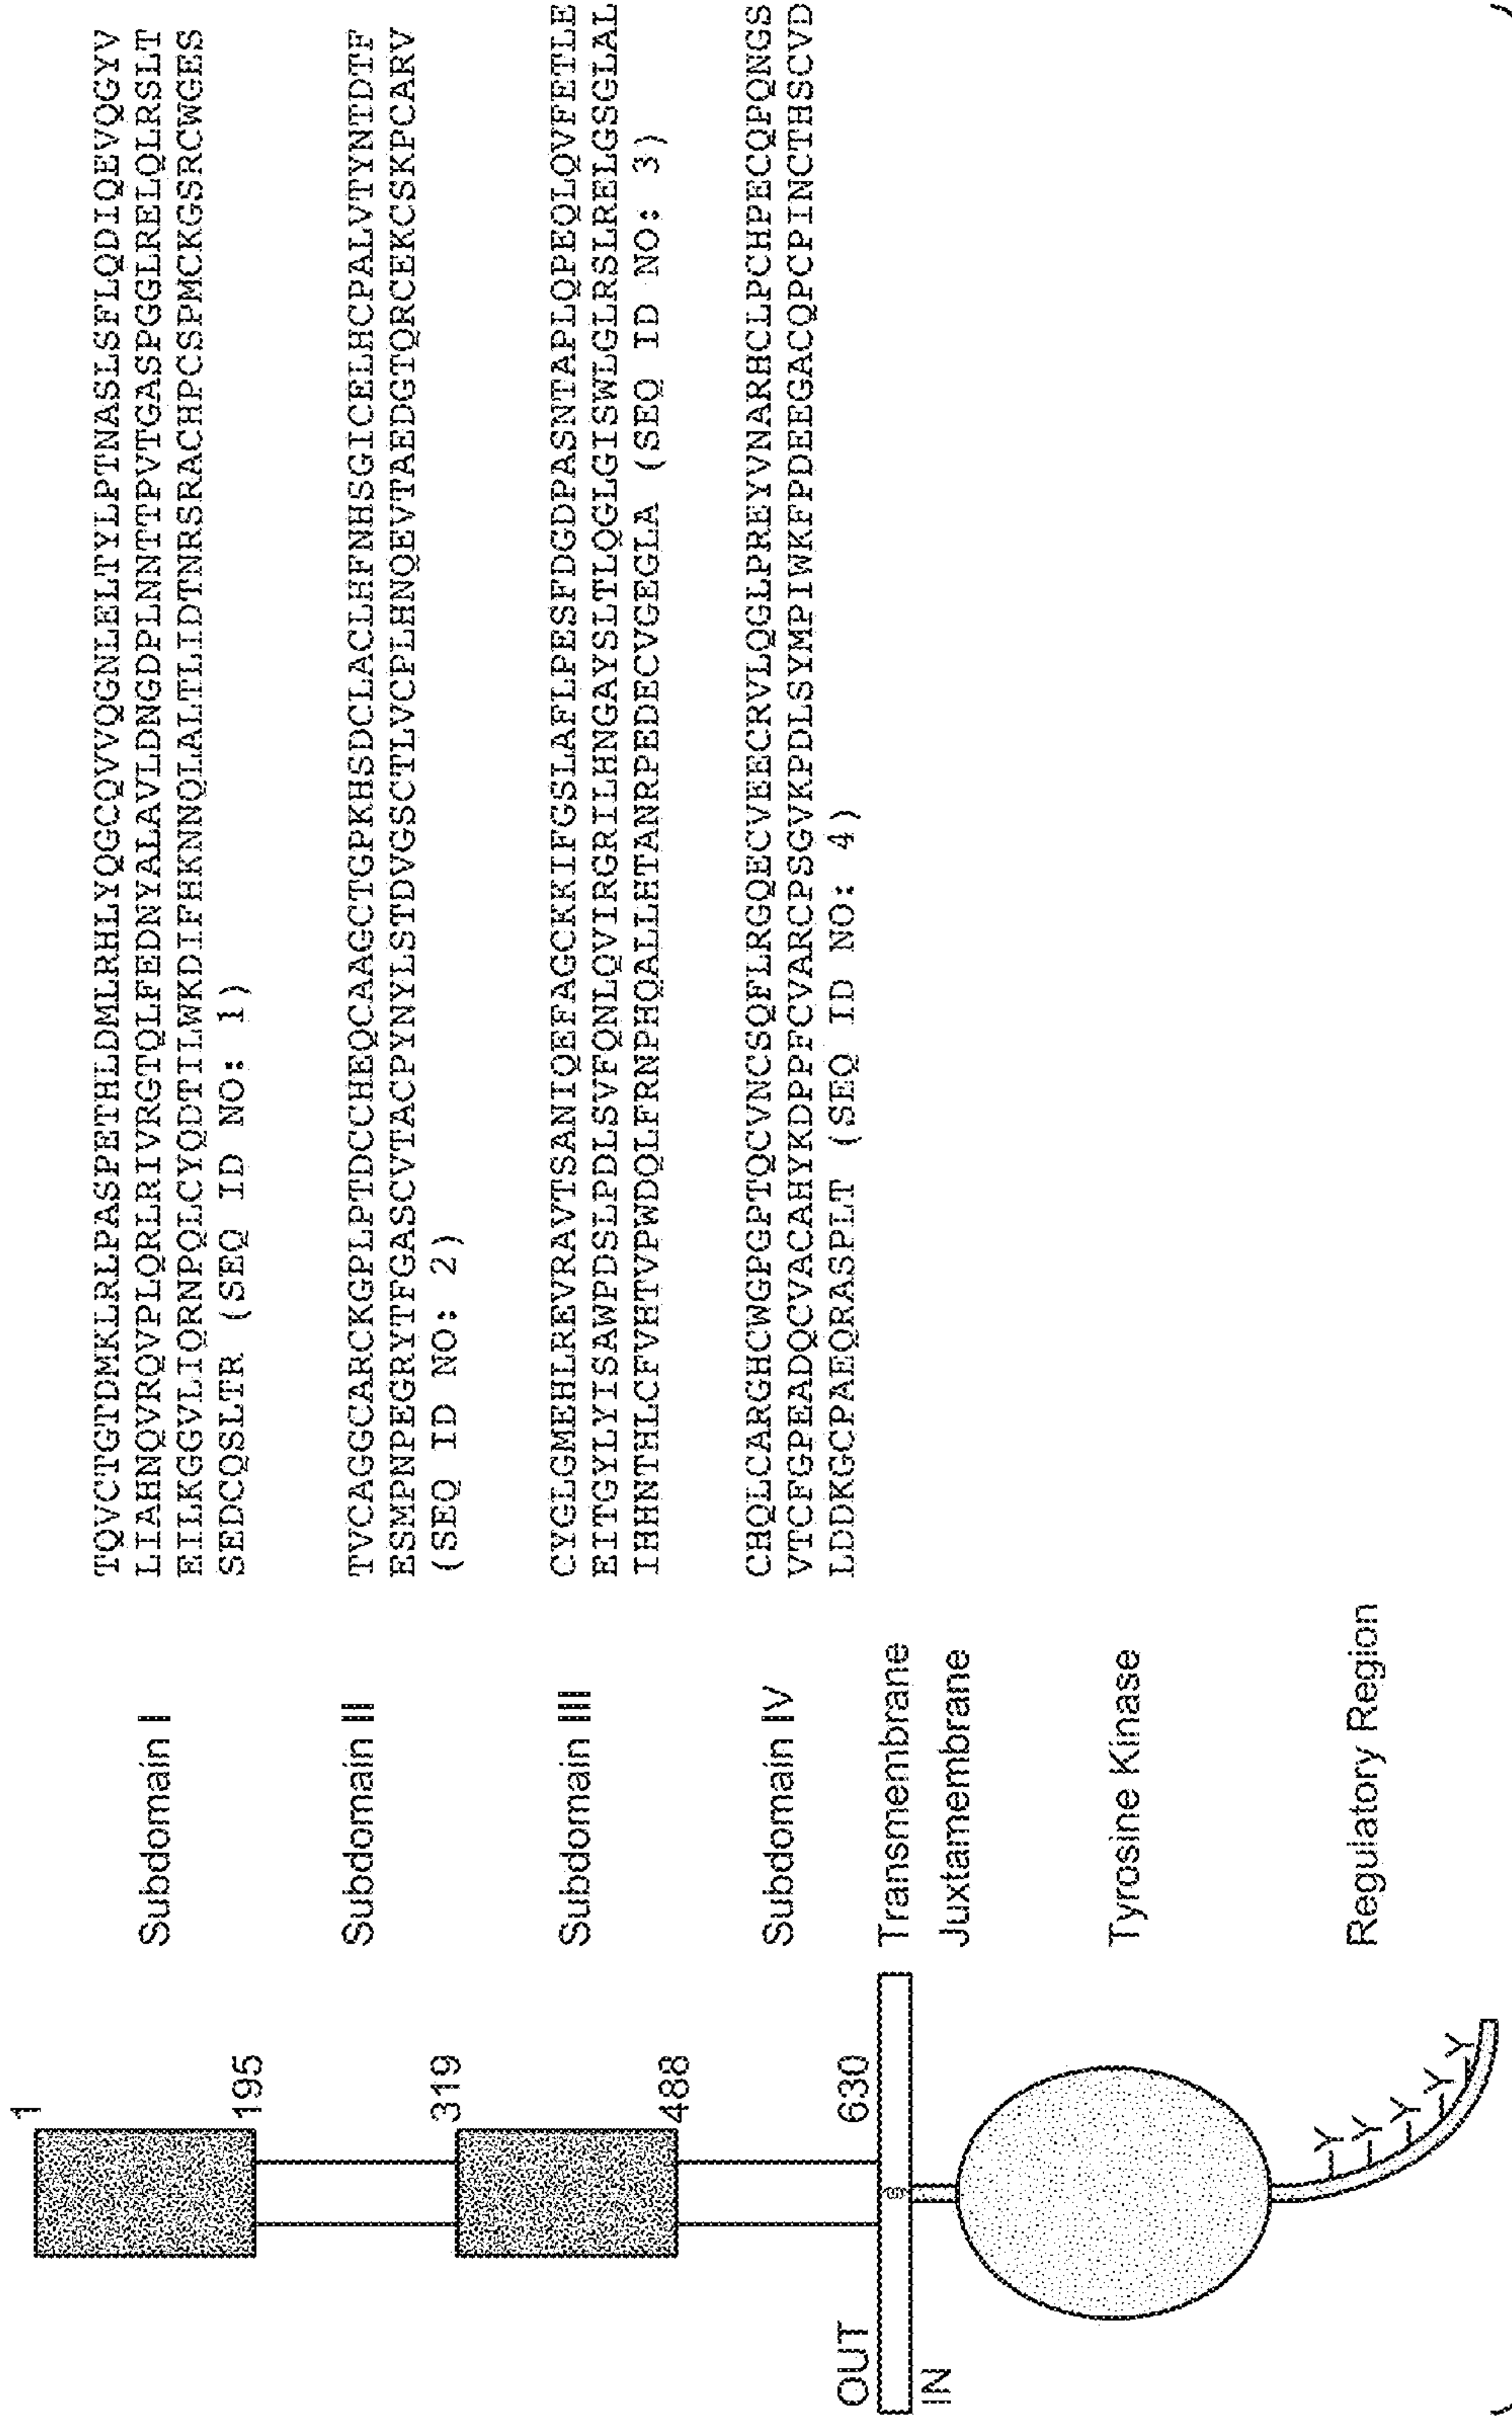 1
Subdomain I
TQVCTGTDMKLRLPASPETHLDMLRHLYQGCQVVQGNLELTYLPTNASLSFLQDIQEVQGYV
LIAHNQVRQVPLQRLRIVRGTQLFEDNYALAVLDNGDPLNNTTPVTGASPGGLRELQLRSLT
EILKGGVLIQRNPQLCYQDTILWKDIFHKNNQLALTLIDTNRSRACHPCSPMCKGSRCWGES
SEDCQSLTR (SEQ ID NO: 1)
195
Subdomain II
TVCAGGCARCKGPLPTDCCHEQCAAGCTGPKHSDCLACLHFNHSGICELHCPALVTYNTDTF
ESMPNPEGRYTFGASCVTACPYNYLSTDVGSCTLVCPLHNQEVTAEDGTQRCEKCSKPCARV
(SEQ ID NO: 2)
319
Subdomain III
CYGLGMEHLREVRAVTSANIQEFAGCKKIFGSLAFLPESFDGDPASNTAPLQPEQLQVFETLE
EITGYLYISAWPDSLPDLSVFQNLQVIRGRILHNGAYSLTLQGLGISWLGLRSLRELGSGLAL
IHHNTHLCFVHTVPWDQLFRNPHQALLHTANRPEDECVGEGLA (SEQ ID NO: 3)
488
Subdomain IV
CHQLCARGHCWGPGPTQCVNCSQFLRGQECVEECRVLQGLPREYVNARHCLPCHPECQPQNGS
VTCFGPEADQCVACAHYKDPPFCVARCPSGVKPDLSYMPIWKFPDEEGACQPCPINCTHSCVD
LDDKGCPAEQRASPLT (SEQ ID NO: 4)
630
OUT
Transmembrane
IN
Juxtamembrane
Tyrosine Kinase
Regulatory Region
Y
Y
Y
Y
Y